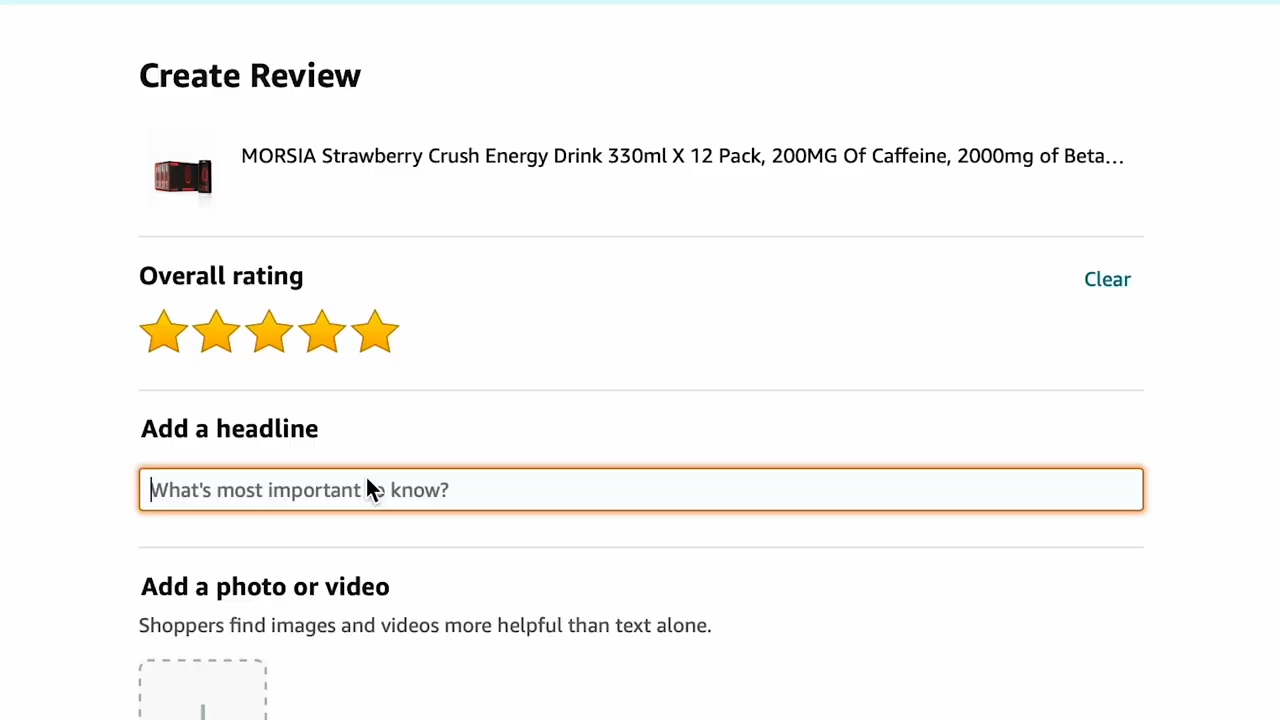 Create Review
MORSIA Strawberry Crush Energy Drink 330ml X 12 Pack, 200MG Of Caffeine, 2000mg of Beta...
Overall rating
Clear
Add a headline
What's most important to know?
Add a photo or video
Shoppers find images and videos more helpful than text alone.